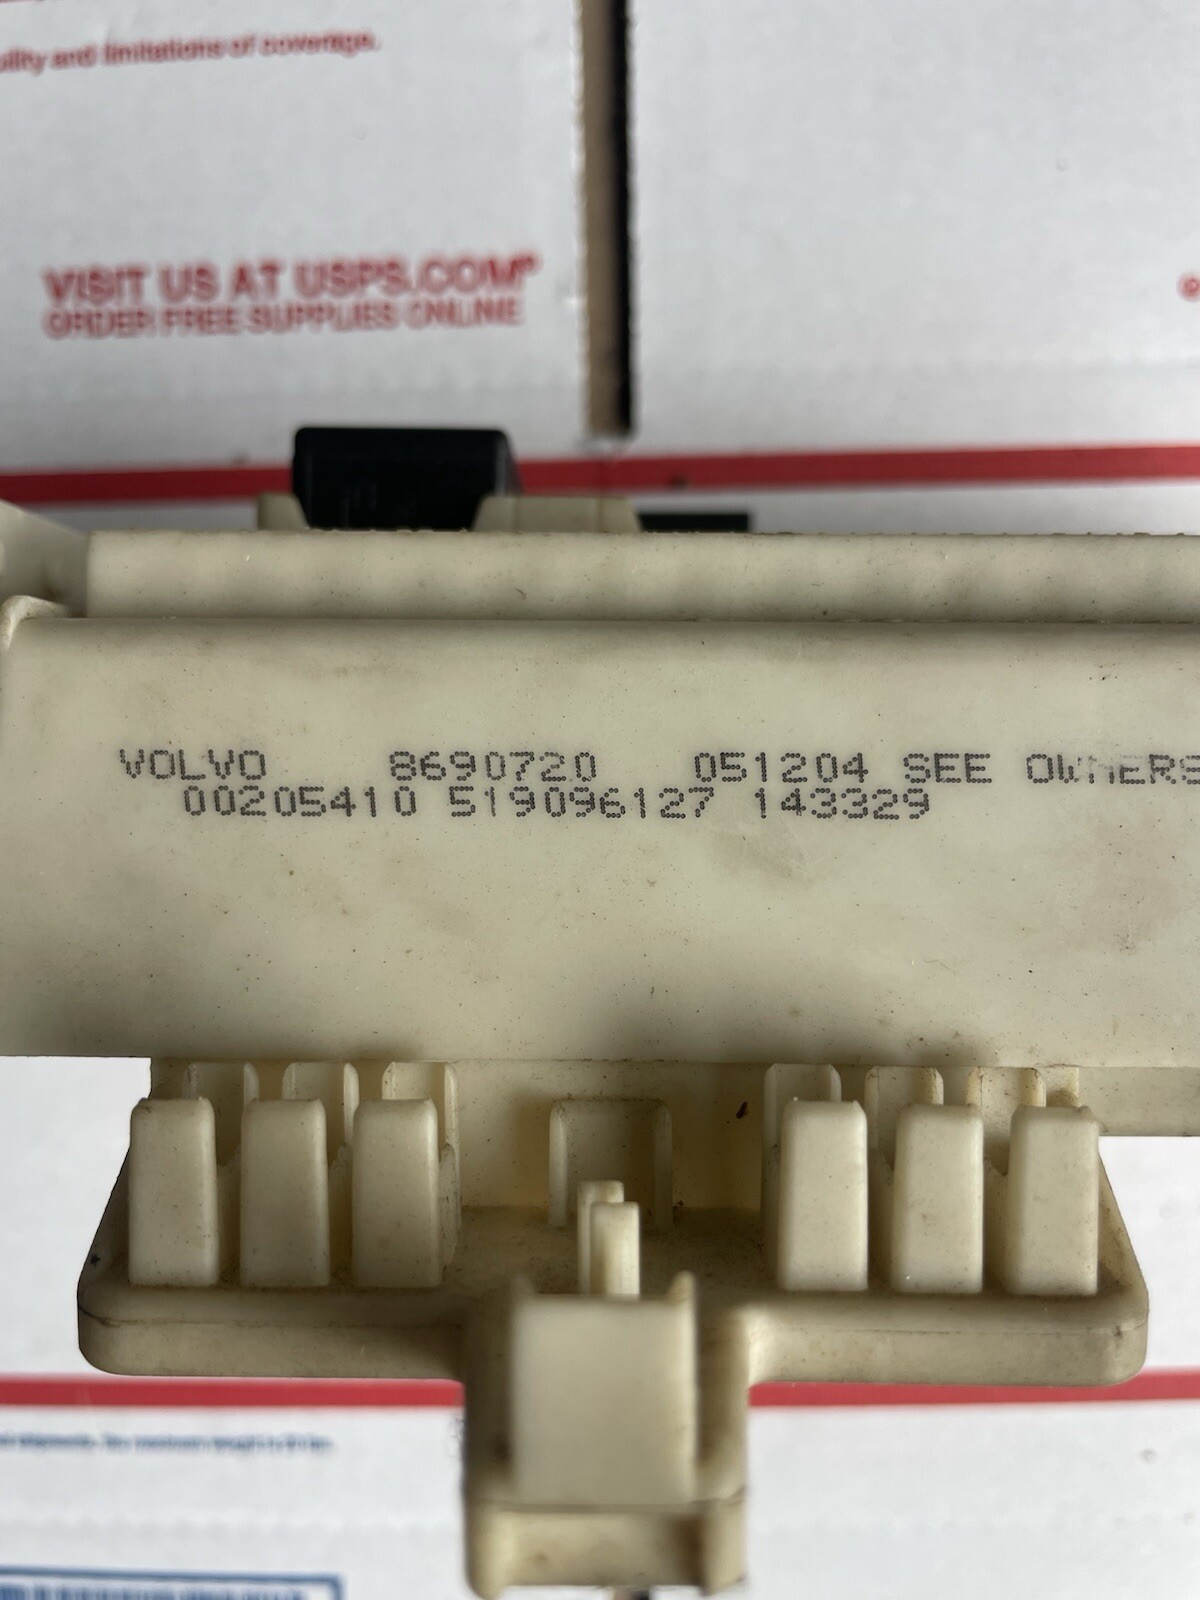 ility and limitations of coverage.
VISIT US AT USPS.COM®
ORDER FREE SUPPLIES ONLINE
VOLVO 8690720 051204 SEE OWNERS
00205410 519096127 143329